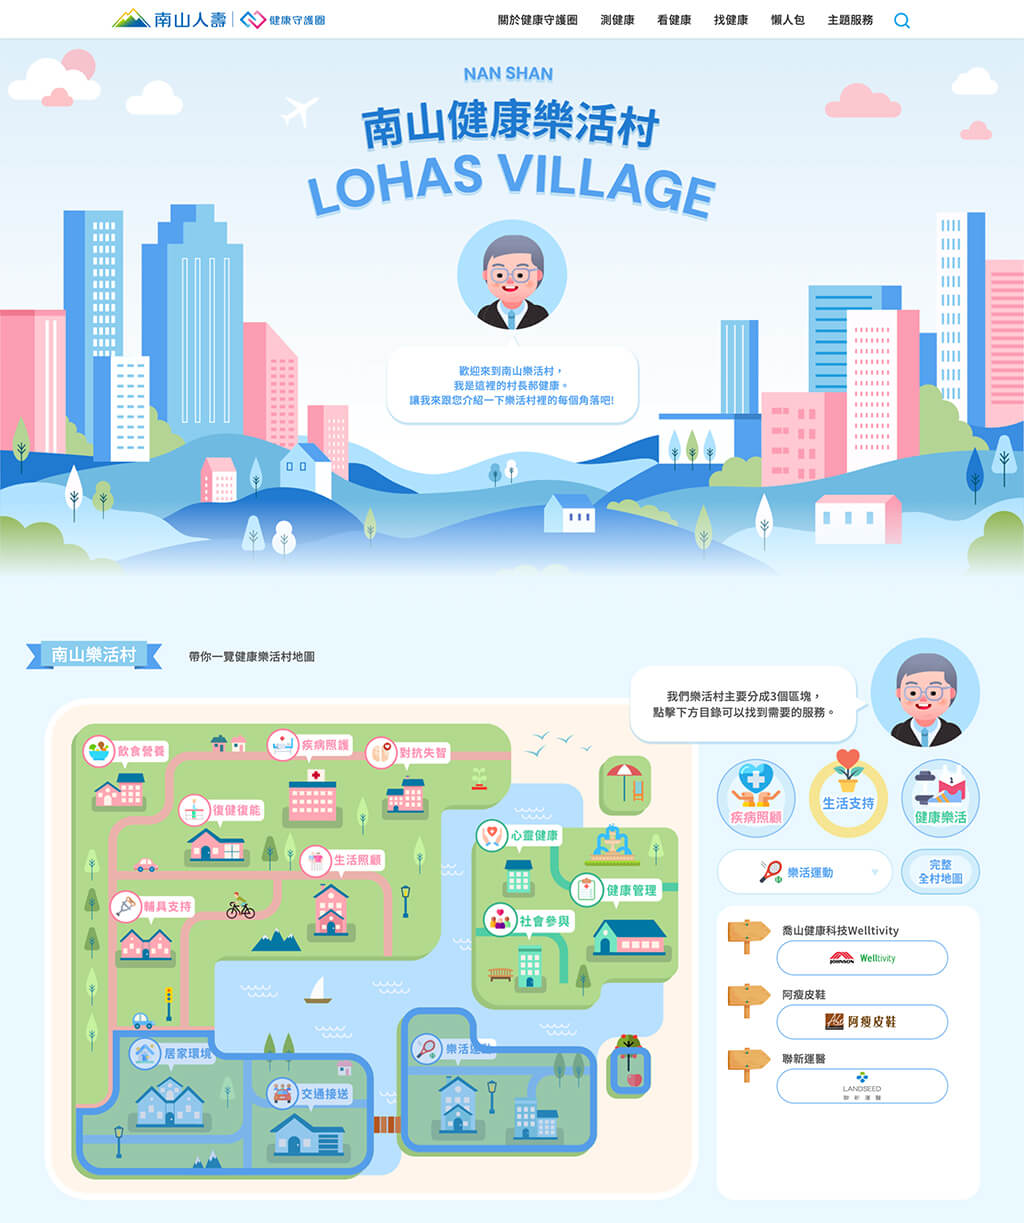 南山人壽 健康守護圈
關於健康守護圈 測健康 看健康 找健康 懶人包 主題服務
NAN SHAN
南山健康樂活村
LOHAS VILLAGE
歡迎來到南山樂活村，
我是這裡的村長郝健康。
讓我來跟您介紹一下樂活村裡的每個角落吧!
南山樂活村
帶你一覽健康樂活村地圖
我們樂活村主要分成3個區塊，
點擊下方目錄可以找到需要的服務。
飲食營養
疾病照護
對抗失智
復健復能
生活照顧
輔具支持
心靈健康
健康管理
社會參與
居家環境
交通接送
樂活運動
疾病照顧
生活支持
1
健康樂活
樂活運動
完整
全村地圖
喬山健康科技Welltivity
JOHNSON Welltivity
阿瘦皮鞋
阿瘦皮鞋
聯新運醫
LANDSEED
聯新運醫